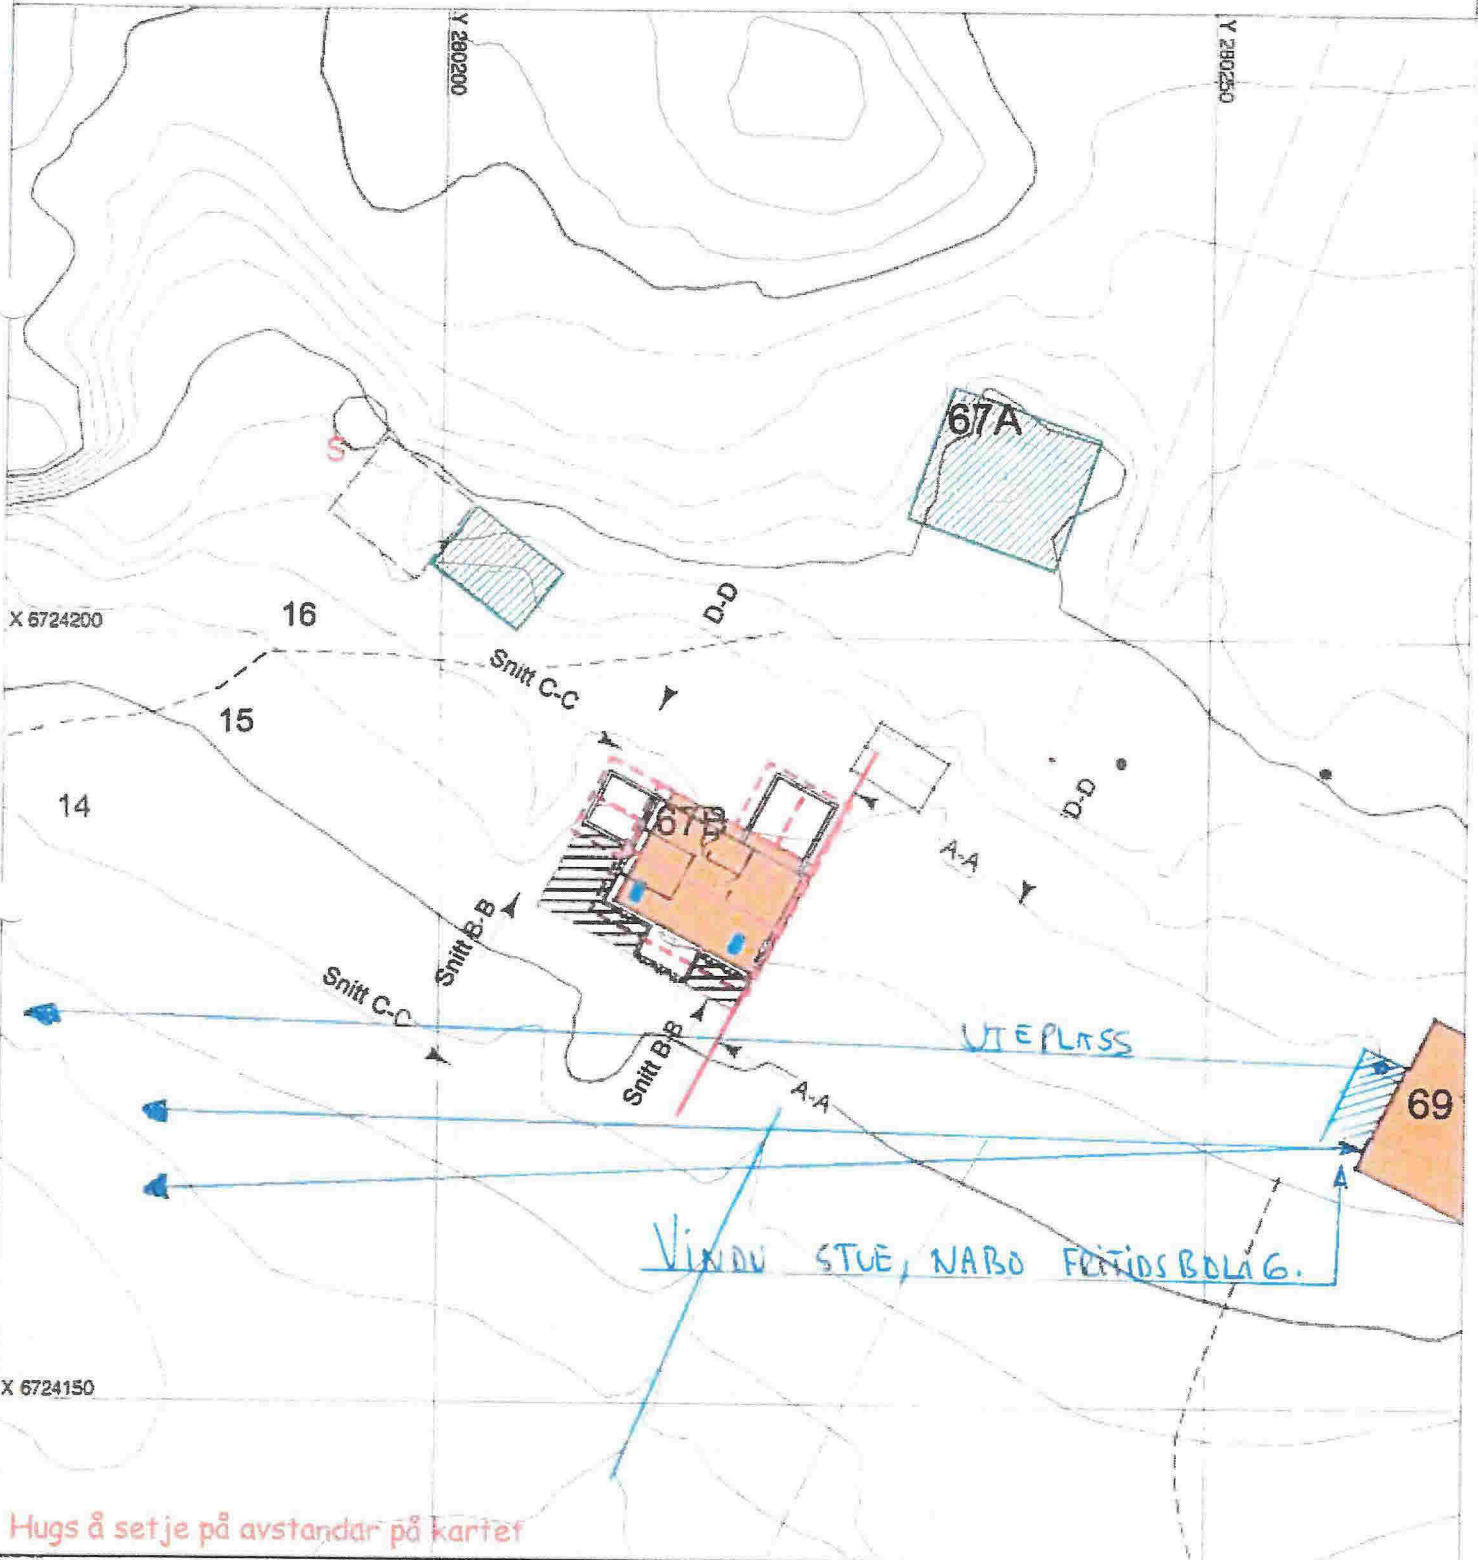 Y 280200
Y 280250
67A
S
D-D
X 6724200
16
Snitt C-C
15
14
67B
D-D
A-A
Snitt B-B
Snitt C-C
UTEPLASS
Snitt B-B
A-A
69
VINDU STUE, NABO FRITIDSBOLIG.
X 6724150
Hugs å setje på avstandar på kartet